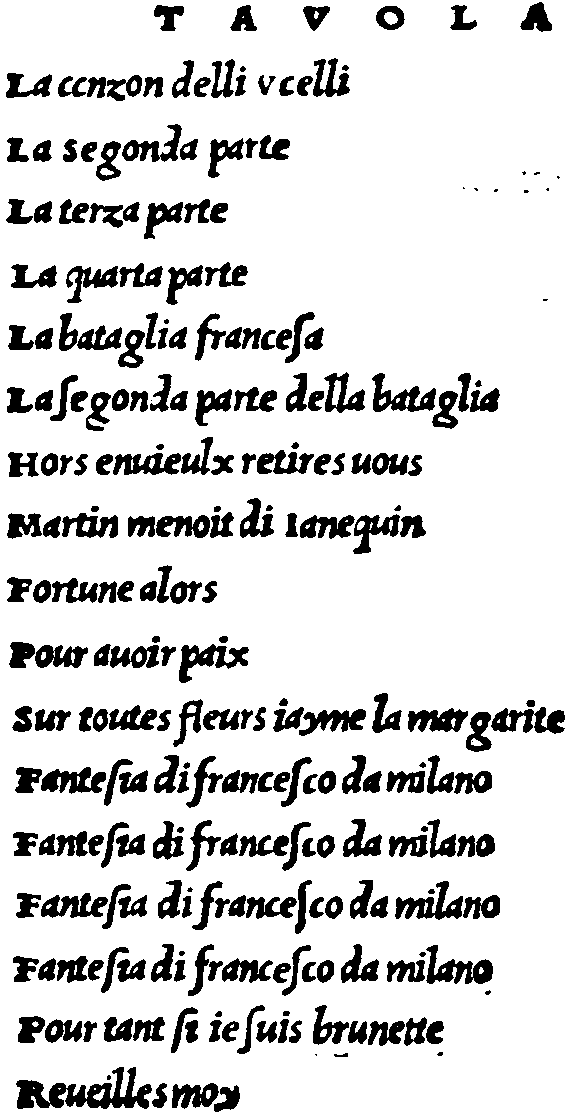 T A V O L A
La ccnzon delli vcelli
La segonda parte
La terza parte
La quarta parte
La bataglia franceſa
La ſegonda parte della bataglia
Hors enuieulx retires uous
Martin menoit di Ianequin
Fortune alors
Pour auoir paix
Sur toutes fleurs iayme la margarite
Fanteſia di franceſco da milano
Fanteſia di franceſco da milano
Fanteſia di franceſco da milano
Fanteſia di franceſco da milano
Pour tant ſi ie ſuis brunette
Reueilles moy